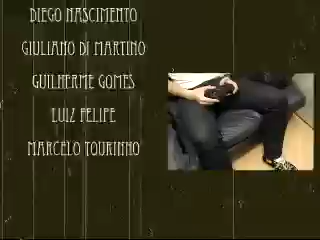 DIEGO NASCIMENTO
GIULIANO DI MARTINO
GUILHERME GOMES
LUIZ FELIPE
MARCELO TOURINHO